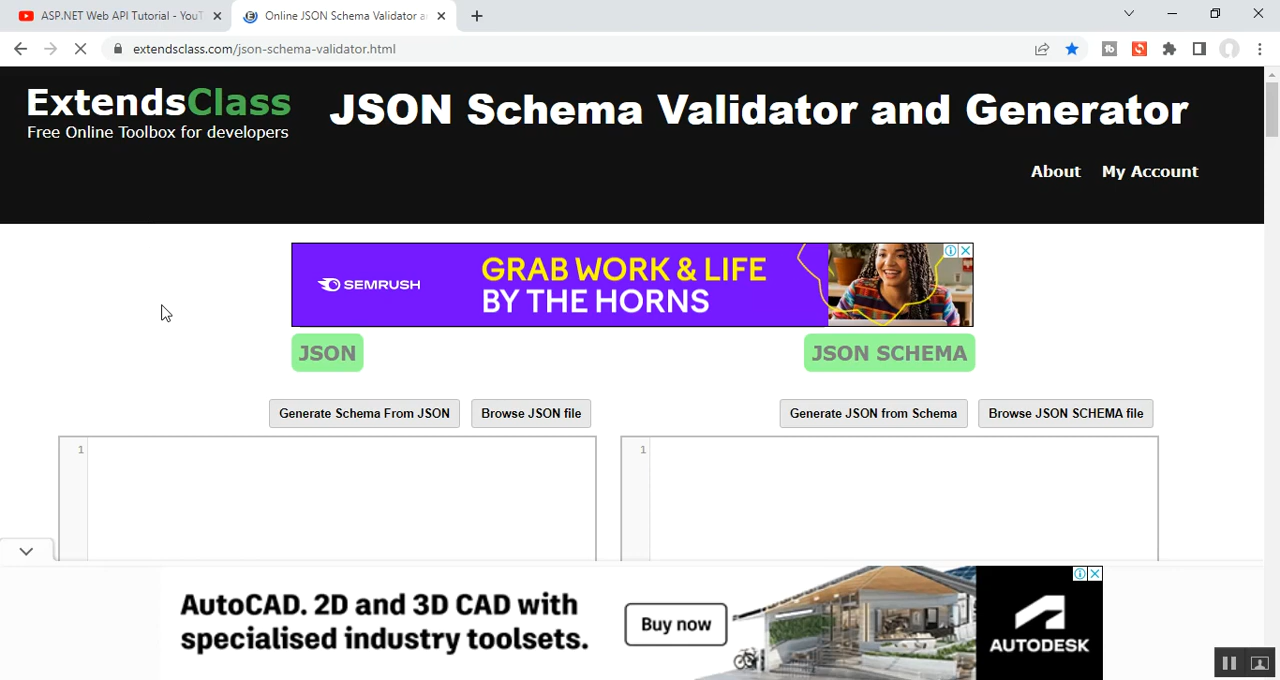 ASP.NET Web API Tutorial - YouT
Online JSON Schema Validator an
extendsclass.com/json-schema-validator.html
ExtendsClass
Free Online Toolbox for developers
JSON Schema Validator and Generator
About
My Account
SEMRUSH
GRAB WORK & LIFE
BY THE HORNS
JSON
JSON SCHEMA
Generate Schema From JSON
Browse JSON file
Generate JSON from Schema
Browse JSON SCHEMA file
1
1
AutoCAD. 2D and 3D CAD with
specialised industry toolsets.
Buy now
AUTODESK